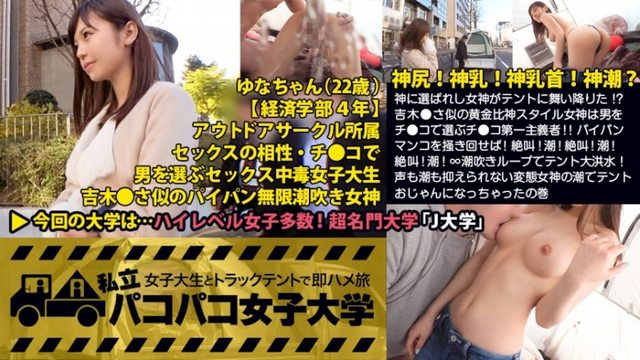 ゆなちゃん(22歳)
【経済学部4年】
アウトドアサークル所属
セックスの相性・チ●コで
男を選ぶセックス中毒女子大生
吉木●さ似のパイパン無限潮吹き女神
▶今回の大学は…ハイレベル女子多数!超名門大学「J大学」
私立
女子大生とトラックテントで即ハメ旅
パコパコ女子大学
神尻!神乳!神乳首!神潮?
神に選ばれし女神がテントに舞い降りた!?
吉木●さ似の黄金比神スタイル女神は男を
チ●コで選ぶチ●コ第一主義者!!パイパン
マンコを掻き回せば!絶叫!潮!絶叫!潮!
絶叫!潮!∞潮吹きループでテント大洪水!
声も潮も抑えられない変態女神の潮でテント
おじゃんになっちゃったの巻